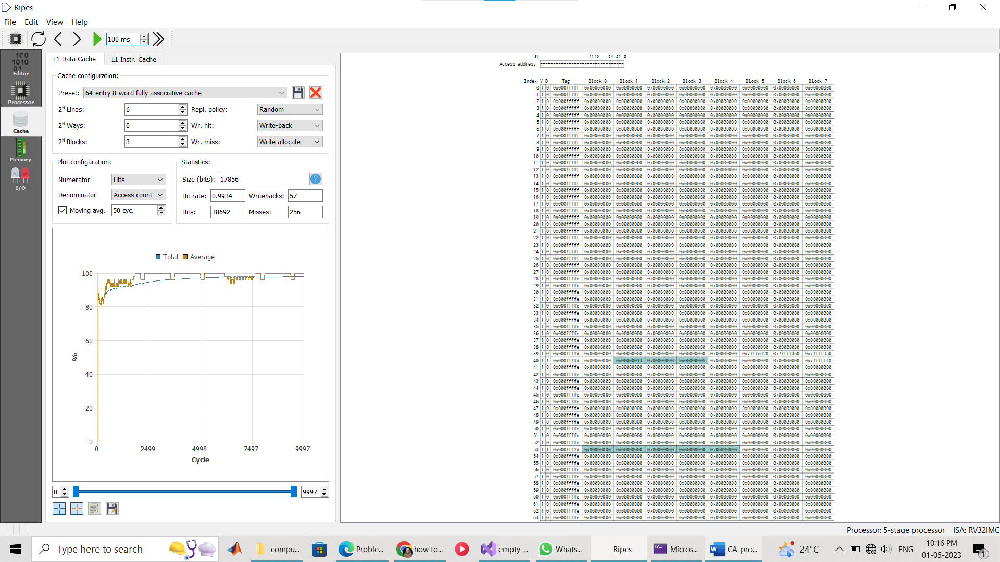 Ripes
File Edit View Help
100 ms
100
1010
01
Editor
Processor
Cache
Memory
I/O
L1 Data Cache L1 Instr. Cache
Cache configuration:
Preset: 64-entry 8-word fully associative cache
2N Lines: 6 Repl. policy: Random
2N Ways: 0 Wr. hit: Write-back
2N Blocks: 3 Wr. miss: Write allocate
Plot configuration:
Numerator Hits
Denominator Access count
Moving avg. 50 cyc.
Statistics:
Size (bits): 17856 ?
Hit rate: 0.9934 Writebacks: 57
Hits: 38692 Misses: 256
Total Average
100
80
60
40
20
0
%
0 2499 4998 7497 9997
Cycle
0 9997
31 11 10 5 4 2 1 0
Access address
Index V D Tag Block 0 Block 1 Block 2 Block 3 Block 4 Block 5 Block 6 Block 7
0 1 0 0x000fffff 0x00000000 0x00000000 0x00000000 0x00000000 0x00000000 0x00000000 0x00000000 0x00000000
1 1 0 0x000fffff 0x00000000 0x00000000 0x00000000 0x00000000 0x00000000 0x00000000 0x00000000 0x00000000
2 1 0 0x000fffff 0x00000000 0x00000000 0x00000000 0x00000000 0x00000000 0x00000000 0x00000000 0x00000000
3 1 0 0x000fffff 0x00000000 0x00000000 0x00000000 0x00000000 0x00000000 0x00000000 0x00000000 0x00000000
4 1 0 0x000fffff 0x00000000 0x00000000 0x00000000 0x00000000 0x00000000 0x00000000 0x00000000 0x00000000
5 1 0 0x000fffff 0x00000000 0x00000000 0x00000000 0x00000000 0x00000000 0x00000000 0x00000000 0x00000000
6 1 0 0x000fffff 0x00000000 0x00000000 0x00000000 0x00000000 0x00000000 0x00000000 0x00000000 0x00000000
7 1 0 0x000fffff 0x00000000 0x00000000 0x00000000 0x00000000 0x00000000 0x00000000 0x00000000 0x00000000
8 1 0 0x000fffff 0x00000000 0x00000000 0x00000000 0x00000000 0x00000000 0x00000000 0x00000000 0x00000000
9 1 0 0x000fffff 0x00000000 0x00000000 0x00000000 0x00000000 0x00000000 0x00000000 0x00000000 0x00000000
10 1 0 0x000fffff 0x00000000 0x00000000 0x00000000 0x00000000 0x00000000 0x00000000 0x00000000 0x00000000
11 1 0 0x000fffff 0x00000000 0x00000000 0x00000000 0x00000000 0x00000000 0x00000000 0x00000000 0x00000000
12 1 0 0x000fffff 0x00000000 0x00000000 0x00000000 0x00000000 0x00000000 0x00000000 0x00000000 0x00000000
13 1 0 0x000fffff 0x00000000 0x00000000 0x00000000 0x00000000 0x00000000 0x00000000 0x00000000 0x00000000
14 1 0 0x000fffff 0x00000000 0x00000000 0x00000000 0x00000000 0x00000000 0x00000000 0x00000000 0x00000000
15 1 0 0x000fffff 0x00000000 0x00000000 0x00000000 0x00000000 0x00000000 0x00000000 0x00000000 0x00000000
16 1 0 0x000fffff 0x00000000 0x00000000 0x00000000 0x00000000 0x00000000 0x00000000 0x00000000 0x00000000
17 1 0 0x000fffff 0x00000000 0x00000000 0x00000000 0x00000000 0x00000000 0x00000000 0x00000000 0x00000000
18 1 0 0x000fffff 0x00000000 0x00000000 0x00000000 0x00000000 0x00000000 0x00000000 0x00000000 0x00000000
19 1 0 0x000fffff 0x00000000 0x00000000 0x00000000 0x00000000 0x00000000 0x00000000 0x00000000 0x00000000
20 1 0 0x000fffff 0x00000000 0x00000000 0x00000000 0x00000000 0x00000000 0x00000000 0x00000000 0x00000000
21 1 0 0x000fffff 0x00000000 0x00000000 0x00000000 0x00000000 0x00000000 0x00000000 0x00000000 0x00000000
22 1 0 0x000fffff 0x00000000 0x00000000 0x00000000 0x00000000 0x00000000 0x00000000 0x00000000 0x00000000
23 1 0 0x000fffff 0x00000000 0x00000000 0x00000000 0x00000000 0x00000000 0x00000000 0x00000000 0x00000000
24 1 0 0x000fffff 0x00000000 0x00000000 0x00000000 0x00000000 0x00000000 0x00000000 0x00000000 0x00000000
25 1 0 0x000fffff 0x00000000 0x00000000 0x00000000 0x00000000 0x00000000 0x00000000 0x00000000 0x00000000
26 1 0 0x000fffff 0x00000000 0x00000000 0x00000000 0x00000000 0x00000000 0x00000000 0x00000000 0x00000000
27 1 0 0x000fffff 0x00000000 0x00000000 0x00000000 0x00000000 0x00000000 0x00000000 0x00000000 0x00000000
28 1 0 0x000ffffe 0x00000000 0x00000000 0x00000000 0x00000000 0x00000000 0x00000000 0x00000000 0x00000000
29 1 0 0x000ffffe 0x00000000 0x00000000 0x00000000 0x00000000 0x00000000 0x00000000 0x00000000 0x00000000
30 1 0 0x000ffffe 0x00000000 0x00000000 0x00000000 0x00000000 0x00000000 0x00000000 0x00000000 0x00000000
31 1 0 0x000ffffe 0x00000000 0x00000000 0x00000000 0x00000000 0x00000000 0x00000000 0x00000000 0x00000000
32 1 0 0x000ffffe 0x00000000 0x00000000 0x00000000 0x00000000 0x00000000 0x00000000 0x00000000 0x00000000
33 1 0 0x000ffffe 0x00000000 0x00000000 0x00000000 0x00000000 0x00000000 0x00000000 0x00000000 0x00000000
34 1 0 0x000ffffe 0x00000000 0x00000000 0x00000000 0x00000000 0x00000000 0x00000000 0x00000000 0x00000000
35 1 0 0x000ffffe 0x00000000 0x00000000 0x00000000 0x00000000 0x00000000 0x00000000 0x00000000 0x00000000
36 1 0 0x000ffffe 0x00000000 0x00000000 0x00000000 0x00000000 0x00000000 0x00000000 0x00000000 0x00000000
37 1 0 0x000ffffe 0x00000000 0x00000000 0x00000000 0x00000000 0x00000000 0x00000000 0x00000000 0x00000000
38 1 0 0x000ffffe 0x00000000 0x00000000 0x00000000 0x00000000 0x00000000 0x00000000 0x00000000 0x00000000
39 1 0 0x000ffffd 0x00000000 0x00000000 0x00000000 0x00000000 0x00000000 0x7fffed20 0x7ffff360 0x7ffff9a0
40 1 1 0x000ffffd 0x00000000 0x00000013 0x00000000 0x00000005 0x00000000 0x00000000 0x00000000 0x7ffffff0
41 1 0 0x000ffffe 0x00000000 0x00000000 0x00000000 0x00000000 0x00000000 0x00000000 0x00000000 0x00000000
42 1 0 0x000ffffe 0x00000000 0x00000000 0x00000000 0x00000000 0x00000000 0x00000000 0x00000000 0x00000000
43 1 0 0x000ffffe 0x00000000 0x00000000 0x00000000 0x00000000 0x00000000 0x00000000 0x00000000 0x00000000
44 1 0 0x000ffffe 0x00000000 0x00000000 0x00000000 0x00000000 0x00000000 0x00000000 0x00000000 0x00000000
45 1 0 0x000ffffe 0x00000000 0x00000000 0x00000000 0x00000000 0x00000000 0x00000000 0x00000000 0x00000000
46 1 0 0x000ffffe 0x00000000 0x00000000 0x00000000 0x00000000 0x00000000 0x00000000 0x00000000 0x00000000
47 1 0 0x000ffffe 0x00000000 0x00000000 0x00000000 0x00000000 0x00000000 0x00000000 0x00000000 0x00000000
48 1 0 0x000ffffe 0x00000000 0x00000000 0x00000000 0x00000000 0x00000000 0x00000000 0x00000000 0x00000000
49 1 0 0x000ffffe 0x00000000 0x00000000 0x00000000 0x00000000 0x00000000 0x00000000 0x00000000 0x00000000
50 1 0 0x000ffffe 0x00000000 0x00000000 0x00000000 0x00000000 0x00000000 0x00000000 0x00000000 0x00000000
51 1 0 0x000ffffe 0x00000000 0x00000000 0x00000000 0x00000000 0x00000000 0x00000000 0x00000000 0x00000000
52 1 0 0x000ffffe 0x00000000 0x00000000 0x00000000 0x00000000 0x00000000 0x00000000 0x00000000 0x00000000
53 1 1 0x000ffffd 0x00000000 0x00000000 0x00000000 0x00000000 0x00000000 0x00000000 0x00000000 0x00000000
54 1 0 0x000ffffe 0x00000000 0x00000000 0x00000000 0x00000000 0x00000000 0x00000000 0x00000000 0x00000000
55 1 0 0x000ffffe 0x00000000 0x00000000 0x00000000 0x00000000 0x00000000 0x00000000 0x00000000 0x00000000
56 1 0 0x000ffffe 0x00000000 0x00000000 0x00000000 0x00000000 0x00000000 0x00000000 0x00000000 0x00000000
57 1 0 0x000ffffe 0x00000000 0x00000000 0x00000000 0x00000000 0x00000000 0x00000000 0x00000000 0x00000000
58 1 0 0x000ffffe 0x00000000 0x00000000 0x00000000 0x00000000 0x00000000 0x00000000 0x00000000 0x00000000
59 1 0 0x000ffffe 0x00000000 0x00000000 0x00000000 0x00000000 0x00000000 0x00000000 0x00000000 0x00000000
60 1 0 0x000ffffe 0x00000000 0x00000000 0x00000000 0x00000000 0x00000000 0x00000000 0x00000000 0x00000000
61 1 0 0x000ffffe 0x00000000 0x00000000 0x00000000 0x00000000 0x00000000 0x00000000 0x00000000 0x00000000
62 1 0 0x000ffffe 0x00000000 0x00000000 0x00000000 0x00000000 0x00000000 0x00000000 0x00000000 0x00000000
63 1 0 0x000ffffe 0x00000000 0x00000000 0x00000000 0x00000000 0x00000000 0x00000000 0x00000000 0x00000000
Processor: 5-stage processor ISA: RV32IMC
Type here to search compu... Proble... how to... empty_... Whats... Ripes Micros... CA_pro... 24°C ENG
10:16 PM
01-05-2023
1